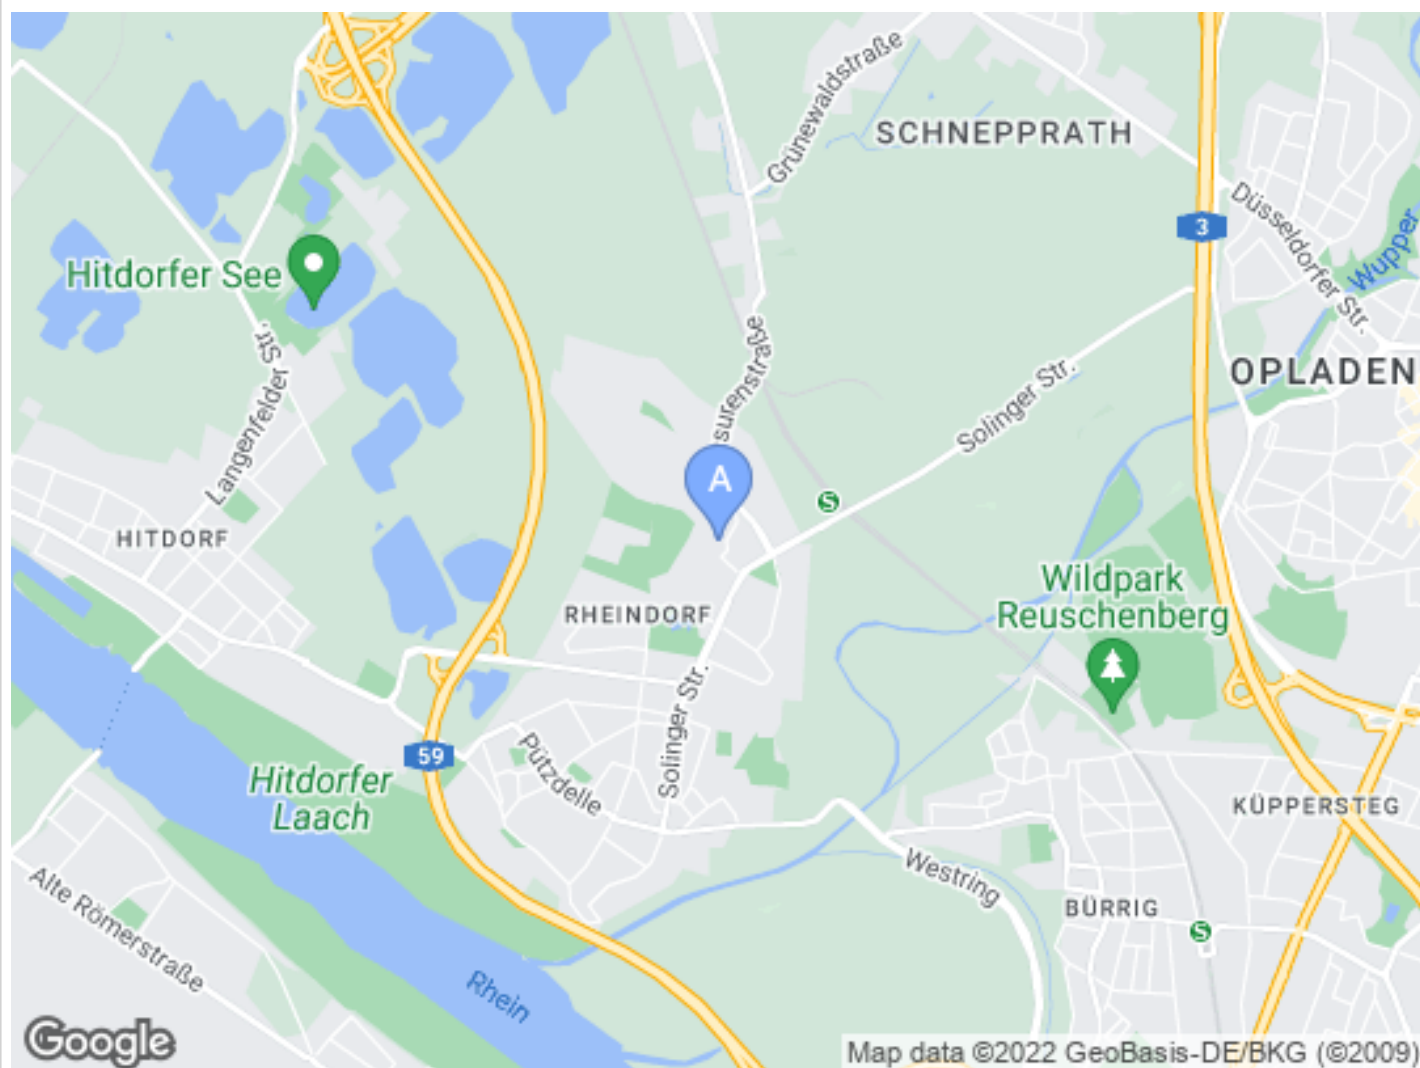 Grünewaldstraße
SCHNEPPRATH
3
Düsseldorfer Str.
Wupper
Hitdorfer See
Langenfelder Str.
surenstraße
Solinger Str.
OPLADEN
A
S
HITDORF
Wildpark
Reuschenberg
RHEINDORF
Solinger Str.
59
Pützdelle
Hitdorfer
Laach
KÜPPERSTEG
Westring
Alte Römerstraße
BÜRRIG
S
Rhein
Google
Map data ©2022 GeoBasis-DE/BKG (©2009)